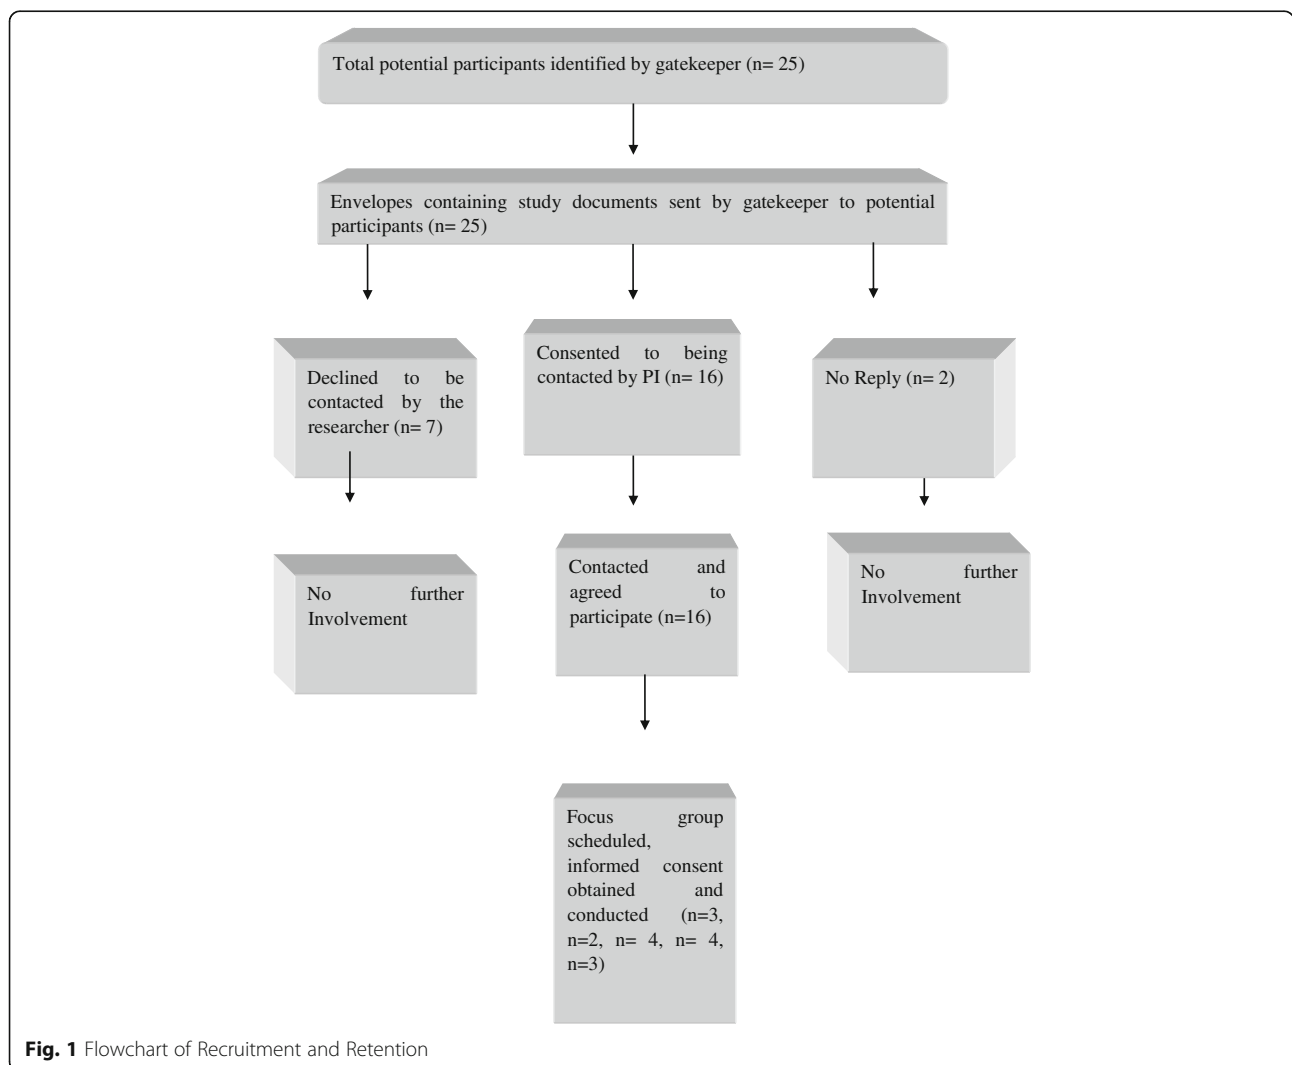 Total potential participants identified by gatekeeper (n= 25)
Envelopes containing study documents sent by gatekeeper to potential
participants (n= 25)
Declined to be
contacted by the
researcher (n= 7)
Consented to being
contacted by PI (n= 16)
No Reply (n= 2)
No further
Involvement
Contacted and
agreed to
participate (n=16)
No further
Involvement
Focus group
scheduled,
informed consent
obtained and
conducted (n=3,
n=2, n= 4, n= 4,
n=3)
Fig. 1 Flowchart of Recruitment and Retention